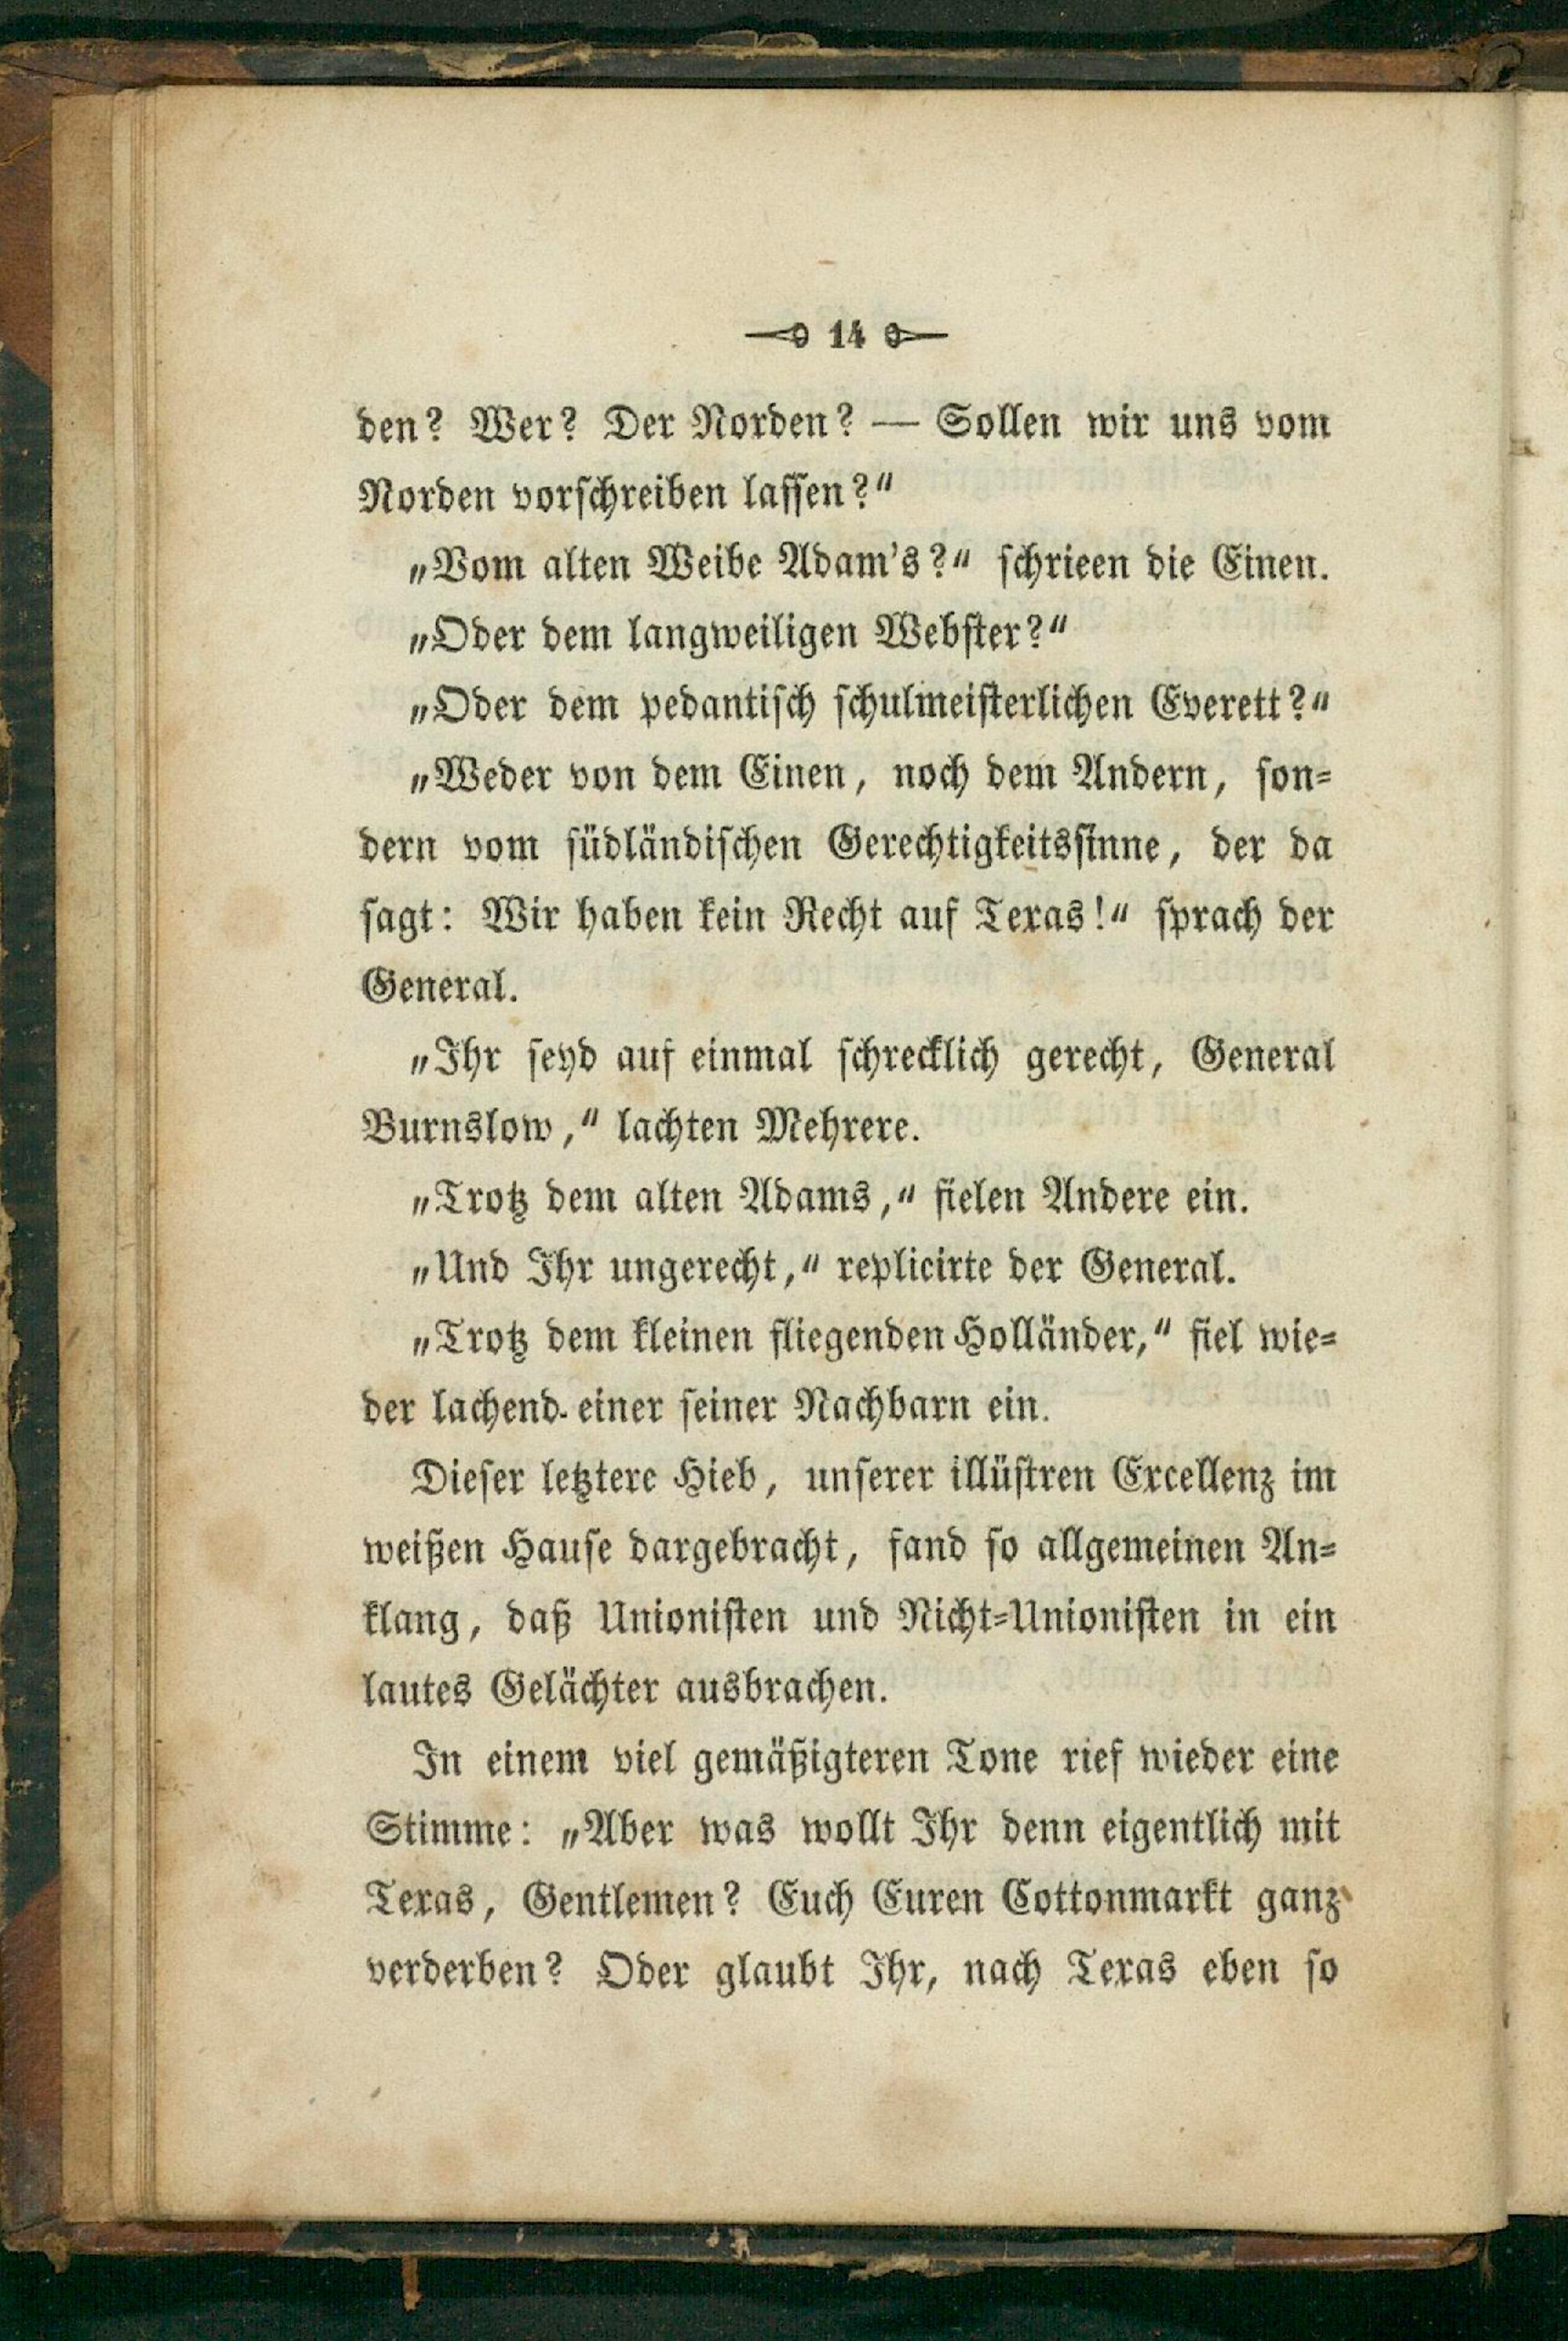 14
den? Wer? Der Norden? — Sollen wir uns vom
Norden vorschreiben lassen?“
„Vom alten Weibe Adam's?“ schrieen die Einen.
„Oder dem langweiligen Webster?“
„Oder dem pedantisch schulmeisterlichen Everett?“
„Weder von dem Einen, noch dem Andern, son-
dern vom südländischen Gerechtigkeitssinne, der da
sagt: Wir haben kein Recht auf Texas!“ sprach der
General.
„Ihr seyd auf einmal schrecklich gerecht, General
Burnslow,“ lachten Mehrere.
„Trotz dem alten Adams,“ fielen Andere ein.
„Und Ihr ungerecht,“ replicirte der General.
„Trotz dem kleinen fliegenden Holländer,“ fiel wie-
der lachend einer seiner Nachbarn ein.
Dieser letztere Hieb, unserer illüstren Excellenz im
weißen Hause dargebracht, fand so allgemeinen An-
klang, daß Unionisten und Nicht-Unionisten in ein
lautes Gelächter ausbrachen.
In einem viel gemäßigteren Tone rief wieder eine
Stimme: „Aber was wollt Ihr denn eigentlich mit
Texas, Gentlemen? Euch Euren Cottonmarkt ganz
verderben? Oder glaubt Ihr, nach Texas eben so